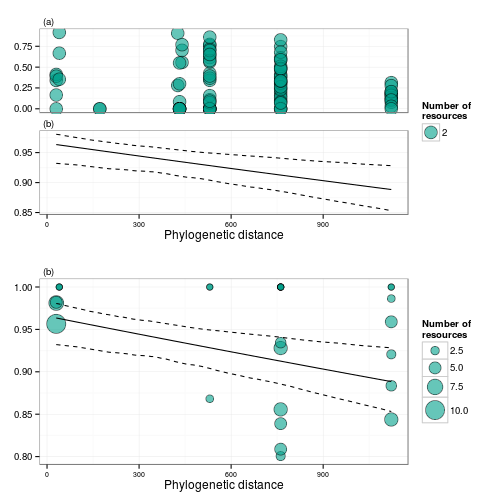 (a)
0.75
0.50
0.25
0.00
Number of
resources
2
(b)
0.95
0.90
0.85
0 300 600 900
Phylogenetic distance
(b)
1.00
0.95
0.90
0.85
0.80
Number of
resources
2.5
5.0
7.5
10.0
0 300 600 900
Phylogenetic distance